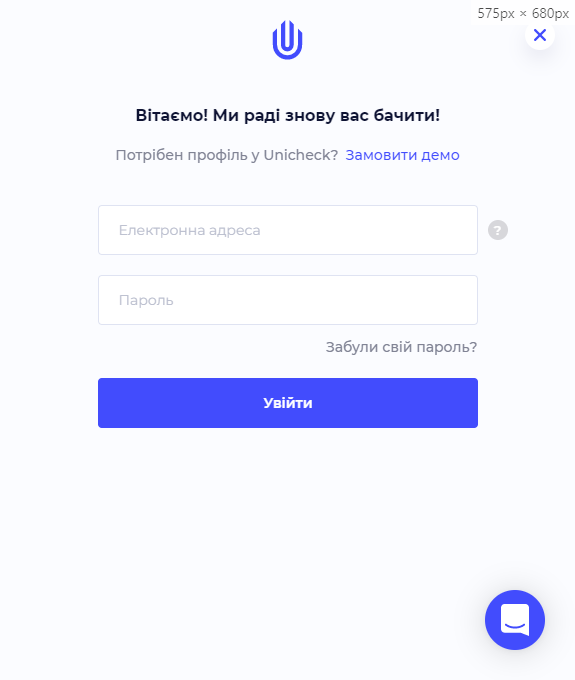 575px × 680px
Вітаємо! Ми раді знову вас бачити!
Потрібен профіль у Unicheck? Замовити демо
Електронна адреса
?
Пароль
Забули свій пароль?
Увійти